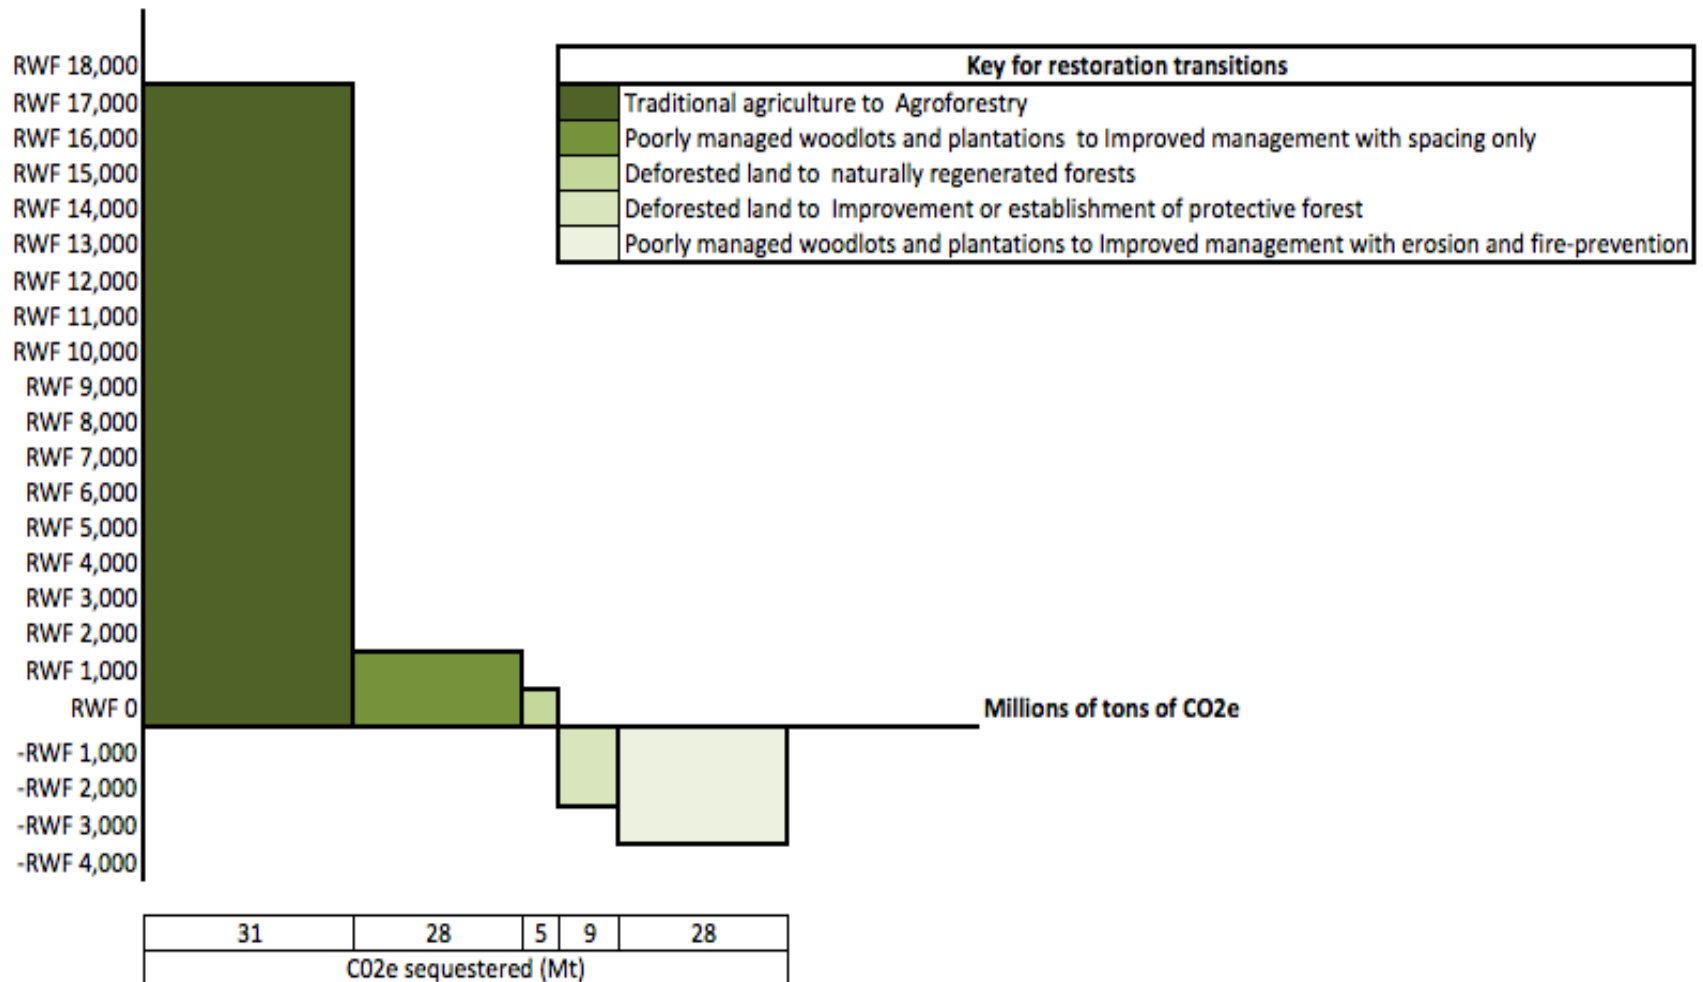 RWF 18,000
RWF 17,000
RWF 16,000
RWF 15,000
RWF 14,000
RWF 13,000
RWF 12,000
RWF 11,000
RWF 10,000
RWF 9,000
RWF 8,000
RWF 7,000
RWF 6,000
RWF 5,000
RWF 4,000
RWF 3,000
RWF 2,000
RWF 1,000
RWF 0
-RWF 1,000
-RWF 2,000
-RWF 3,000
-RWF 4,000
Key for restoration transitions
Traditional agriculture to Agroforestry
Poorly managed woodlots and plantations to Improved management with spacing only
Deforested land to naturally regenerated forests
Deforested land to Improvement or establishment of protective forest
Poorly managed woodlots and plantations to Improved management with erosion and fire-prevention
Millions of tons of CO2e
31 28 5 9 28
C02e sequestered (Mt)